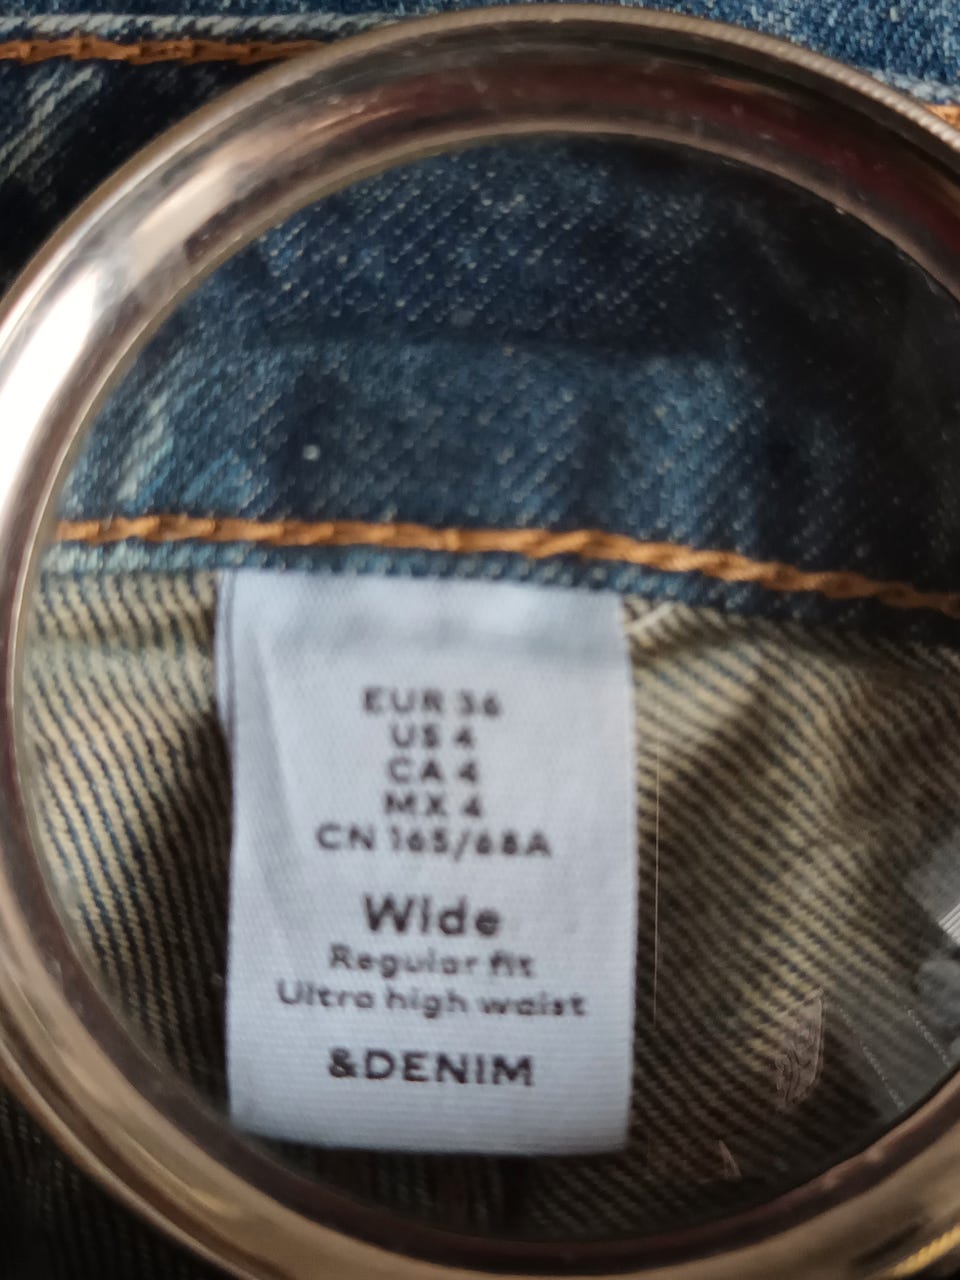 EUR 36
US 4
CA 4
MX 4
CN 165/68A
Wide
Regular fit
Ultra high waist
&DENIM